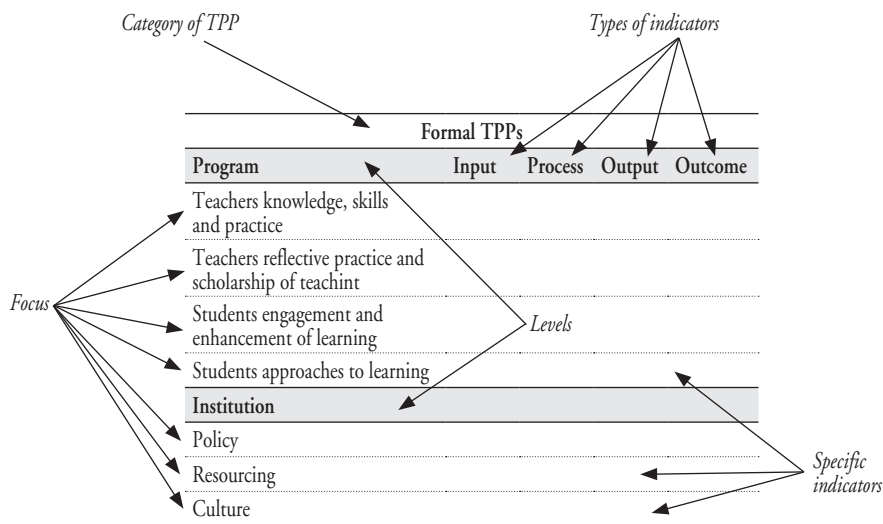 Category of TPP
Types of indicators
Formal TPPs
Program Input Process Output Outcome
Teachers knowledge, skills
and practice
Teachers reflective practice and
scholarship of teachint
Focus
Students engagement and
enhancement of learning
Levels
Students approaches to learning
Institution
Policy
Resourcing
Specific
indicators
Culture